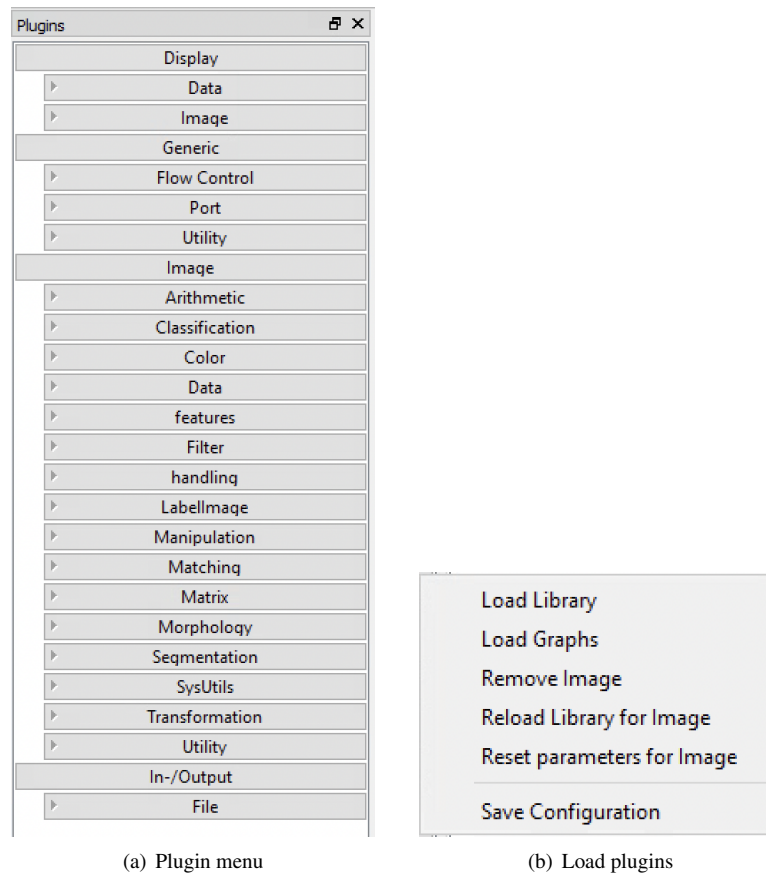 Plugins
Display
Data
Image
Generic
Flow Control
Port
Utility
Image
Arithmetic
Classification
Color
Data
features
Filter
handling
LabelImage
Manipulation
Matching
Matrix
Morphology
Segmentation
SysUtils
Transformation
Utility
In-/Output
File
(a) Plugin menu
Load Library
Load Graphs
Remove Image
Reload Library for Image
Reset parameters for Image
Save Configuration
(b) Load plugins